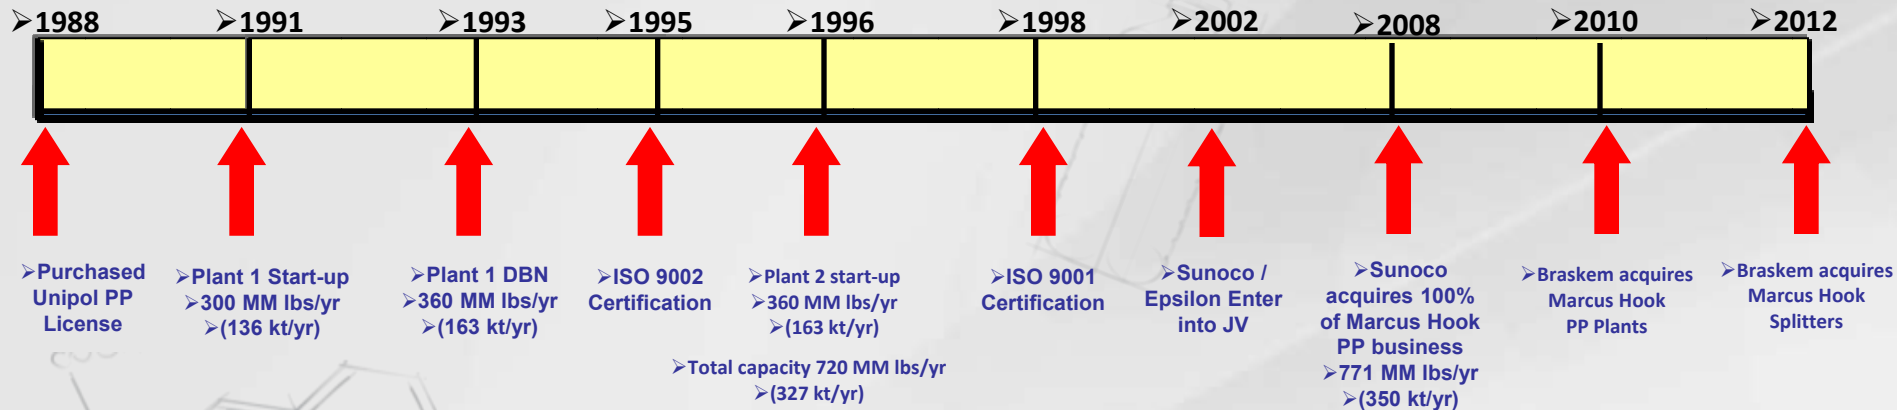 ➢1988
➢1991
➢1993
➢1995
➢1996
➢1998
➢2002
➢2008
➢2010
➢2012
➢Purchased
Unipol PP
License
➢Plant 1 Start-up
➢300 MM lbs/yr
➢(136 kt/yr)
➢Plant 1 DBN
➢360 MM lbs/yr
➢(163 kt/yr)
➢ISO 9002
Certification
➢Plant 2 start-up
➢360 MM lbs/yr
➢(163 kt/yr)
➢Total capacity 720 MM lbs/yr
➢(327 kt/yr)
➢ISO 9001
Certification
➢Sunoco /
Epsilon Enter
into JV
➢Sunoco
acquires 100%
of Marcus Hook
PP business
➢771 MM lbs/yr
➢(350 kt/yr)
➢Braskem acquires
Marcus Hook
PP Plants
➢Braskem acquires
Marcus Hook
Splitters